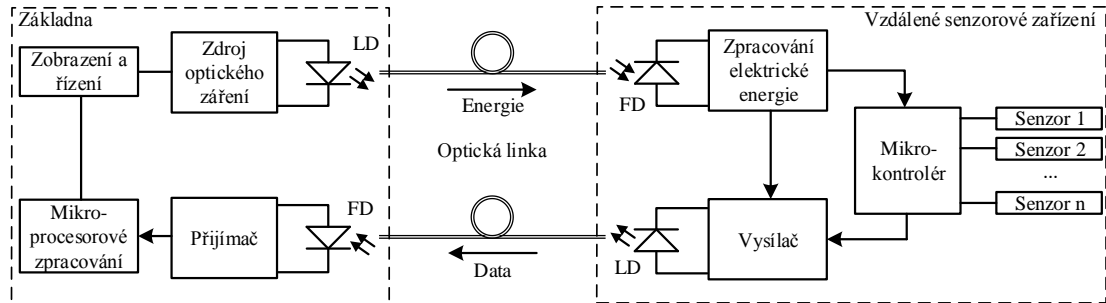 Základna
Vzdálené senzorové zařízení
Zobrazení a
řízení
Zdroj
optického
záření
LD
Energie
FD
Zpracování
elektrické
energie
Optická linka
Mikro-
kontrolér
Senzor 1
Senzor 2
...
Senzor n
Mikro-
procesorové
zpracování
Přijímač
FD
Data
LD
Vysílač